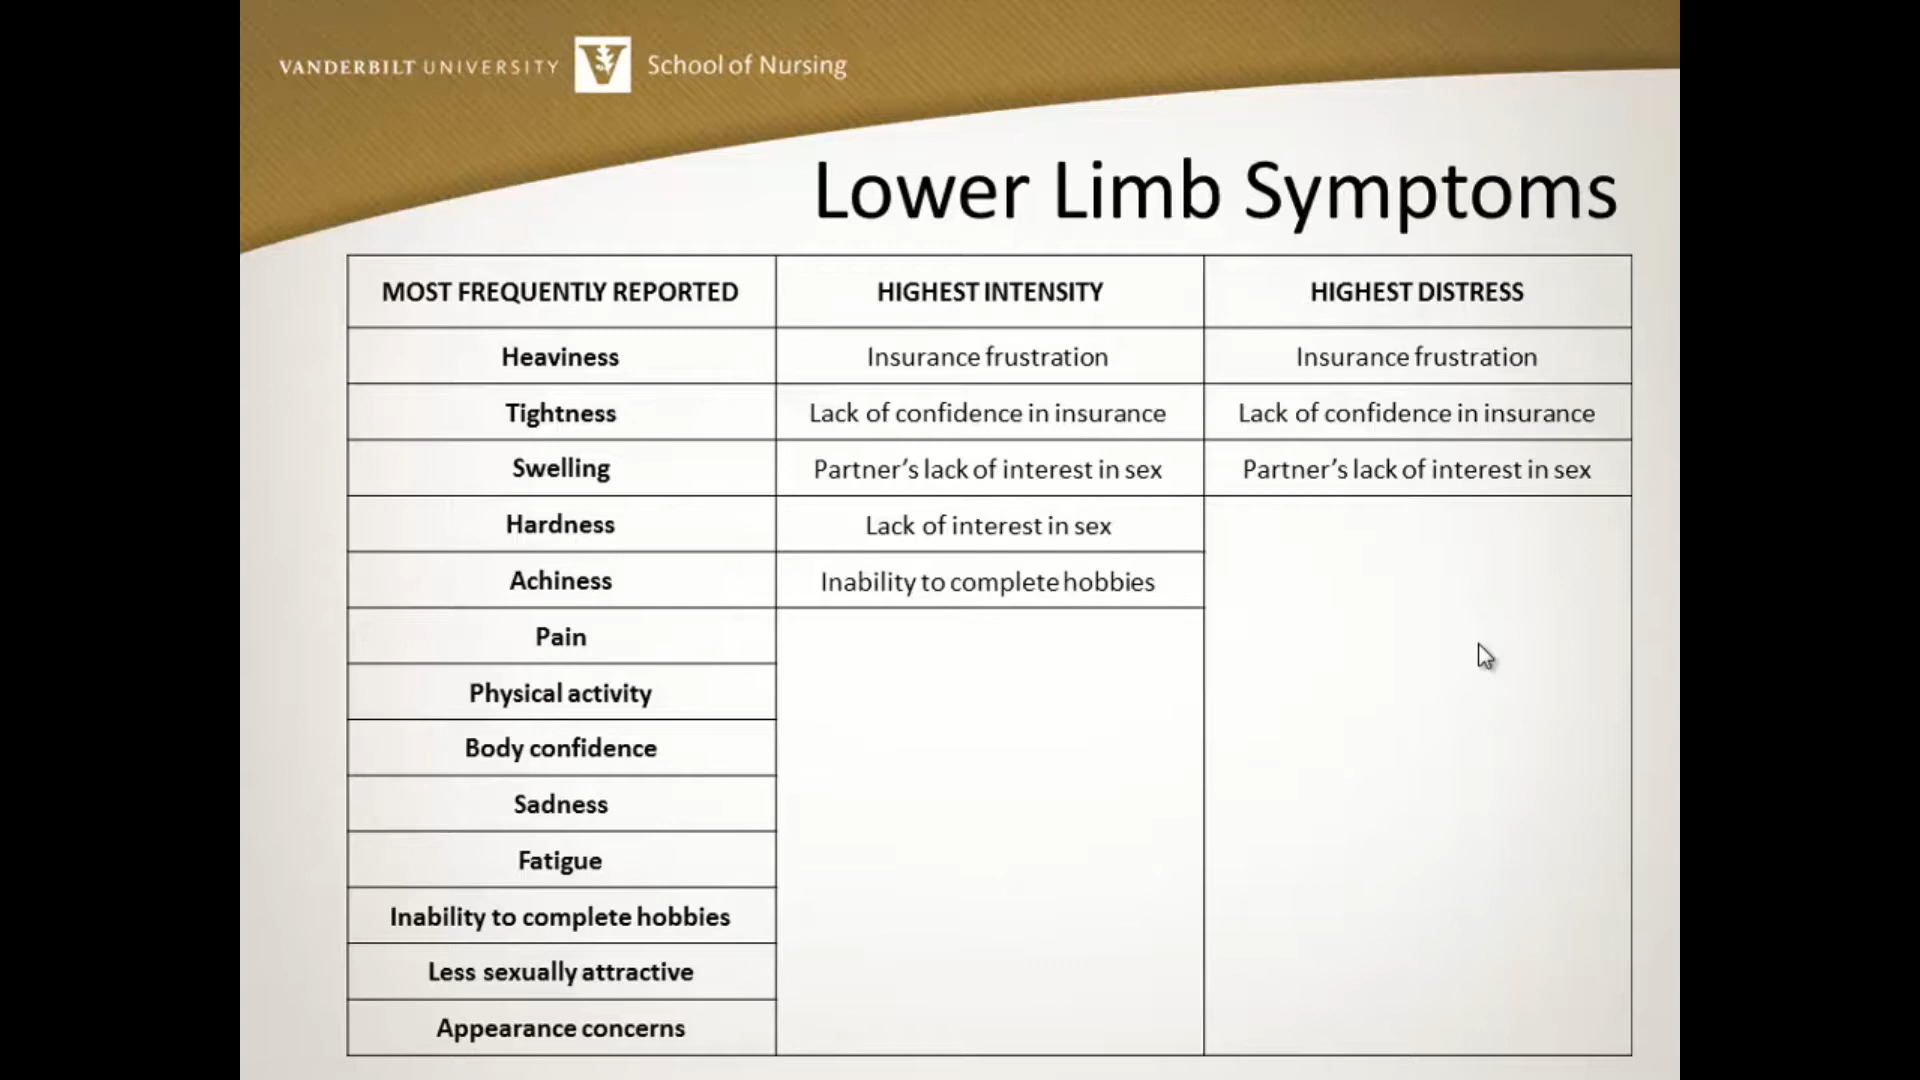 VANDERBILT UNIVERSITY School of Nursing
Lower Limb Symptoms
MOST FREQUENTLY REPORTED HIGHEST INTENSITY HIGHEST DISTRESS
Heaviness Insurance frustration Insurance frustration
Tightness Lack of confidence in insurance Lack of confidence in insurance
Swelling Partner’s lack of interest in sex Partner’s lack of interest in sex
Hardness Lack of interest in sex
Achiness Inability to complete hobbies
Pain
Physical activity
Body confidence
Sadness
Fatigue
Inability to complete hobbies
Less sexually attractive
Appearance concerns